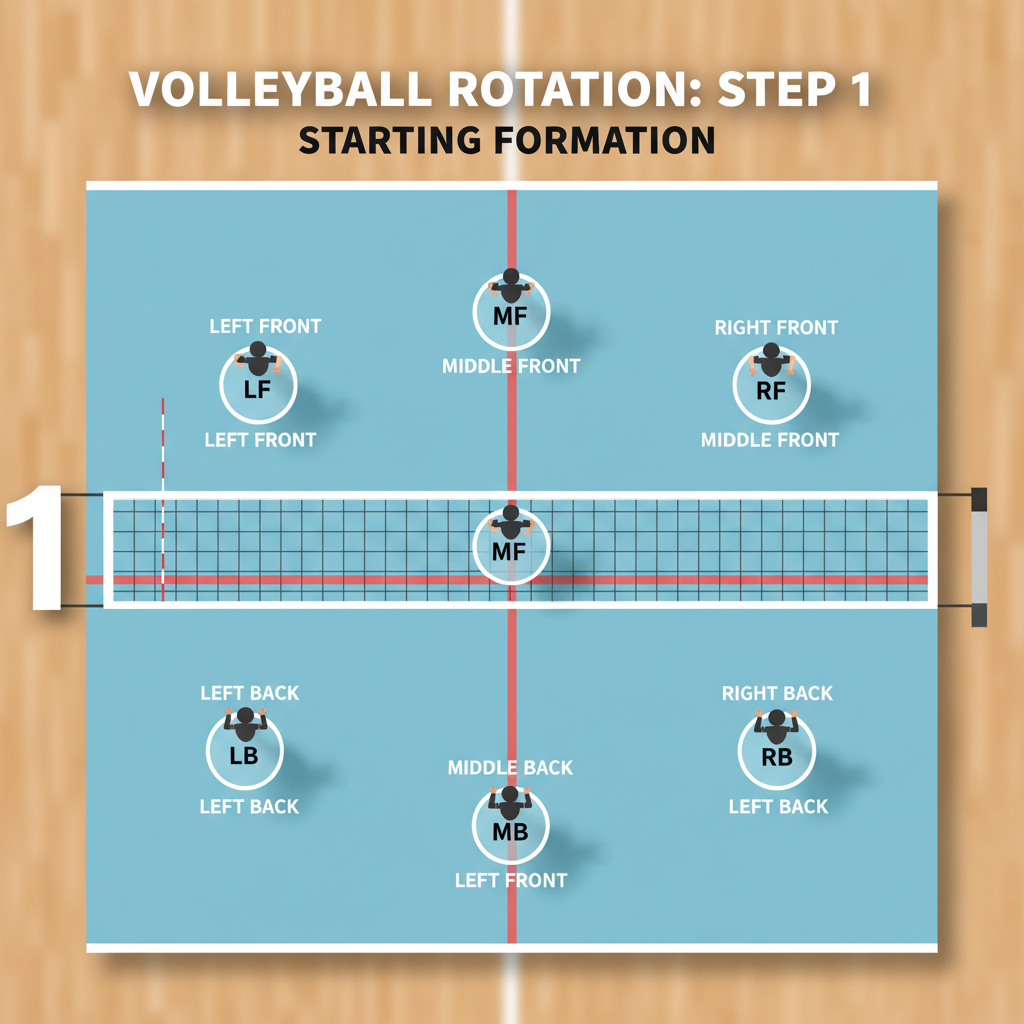 VOLLEYBALL ROTATION: STEP 1
STARTING FORMATION
MF
LEFT FRONT
RIGHT FRONT
MIDDLE FRONT
LF
RF
LEFT FRONT
MIDDLE FRONT
1
MF
LEFT BACK
RIGHT BACK
LB
RB
MIDDLE BACK
LEFT BACK
LEFT BACK
MB
LEFT FRONT